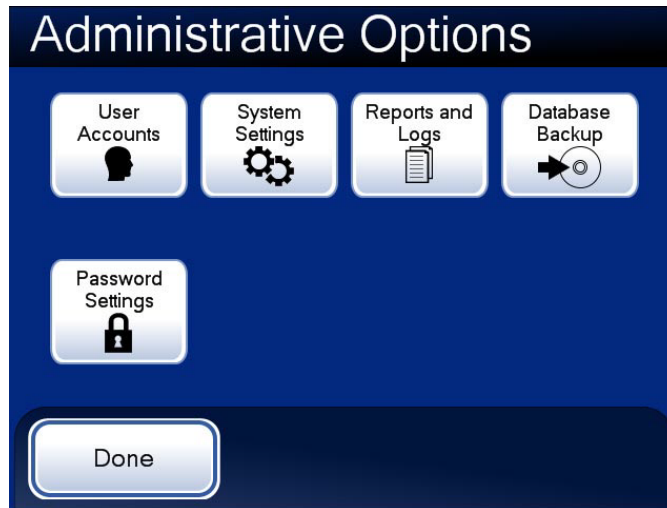 Administrative Options
User
Accounts
System
Settings
Reports and
Logs
Database
Backup
Password
Settings
Done